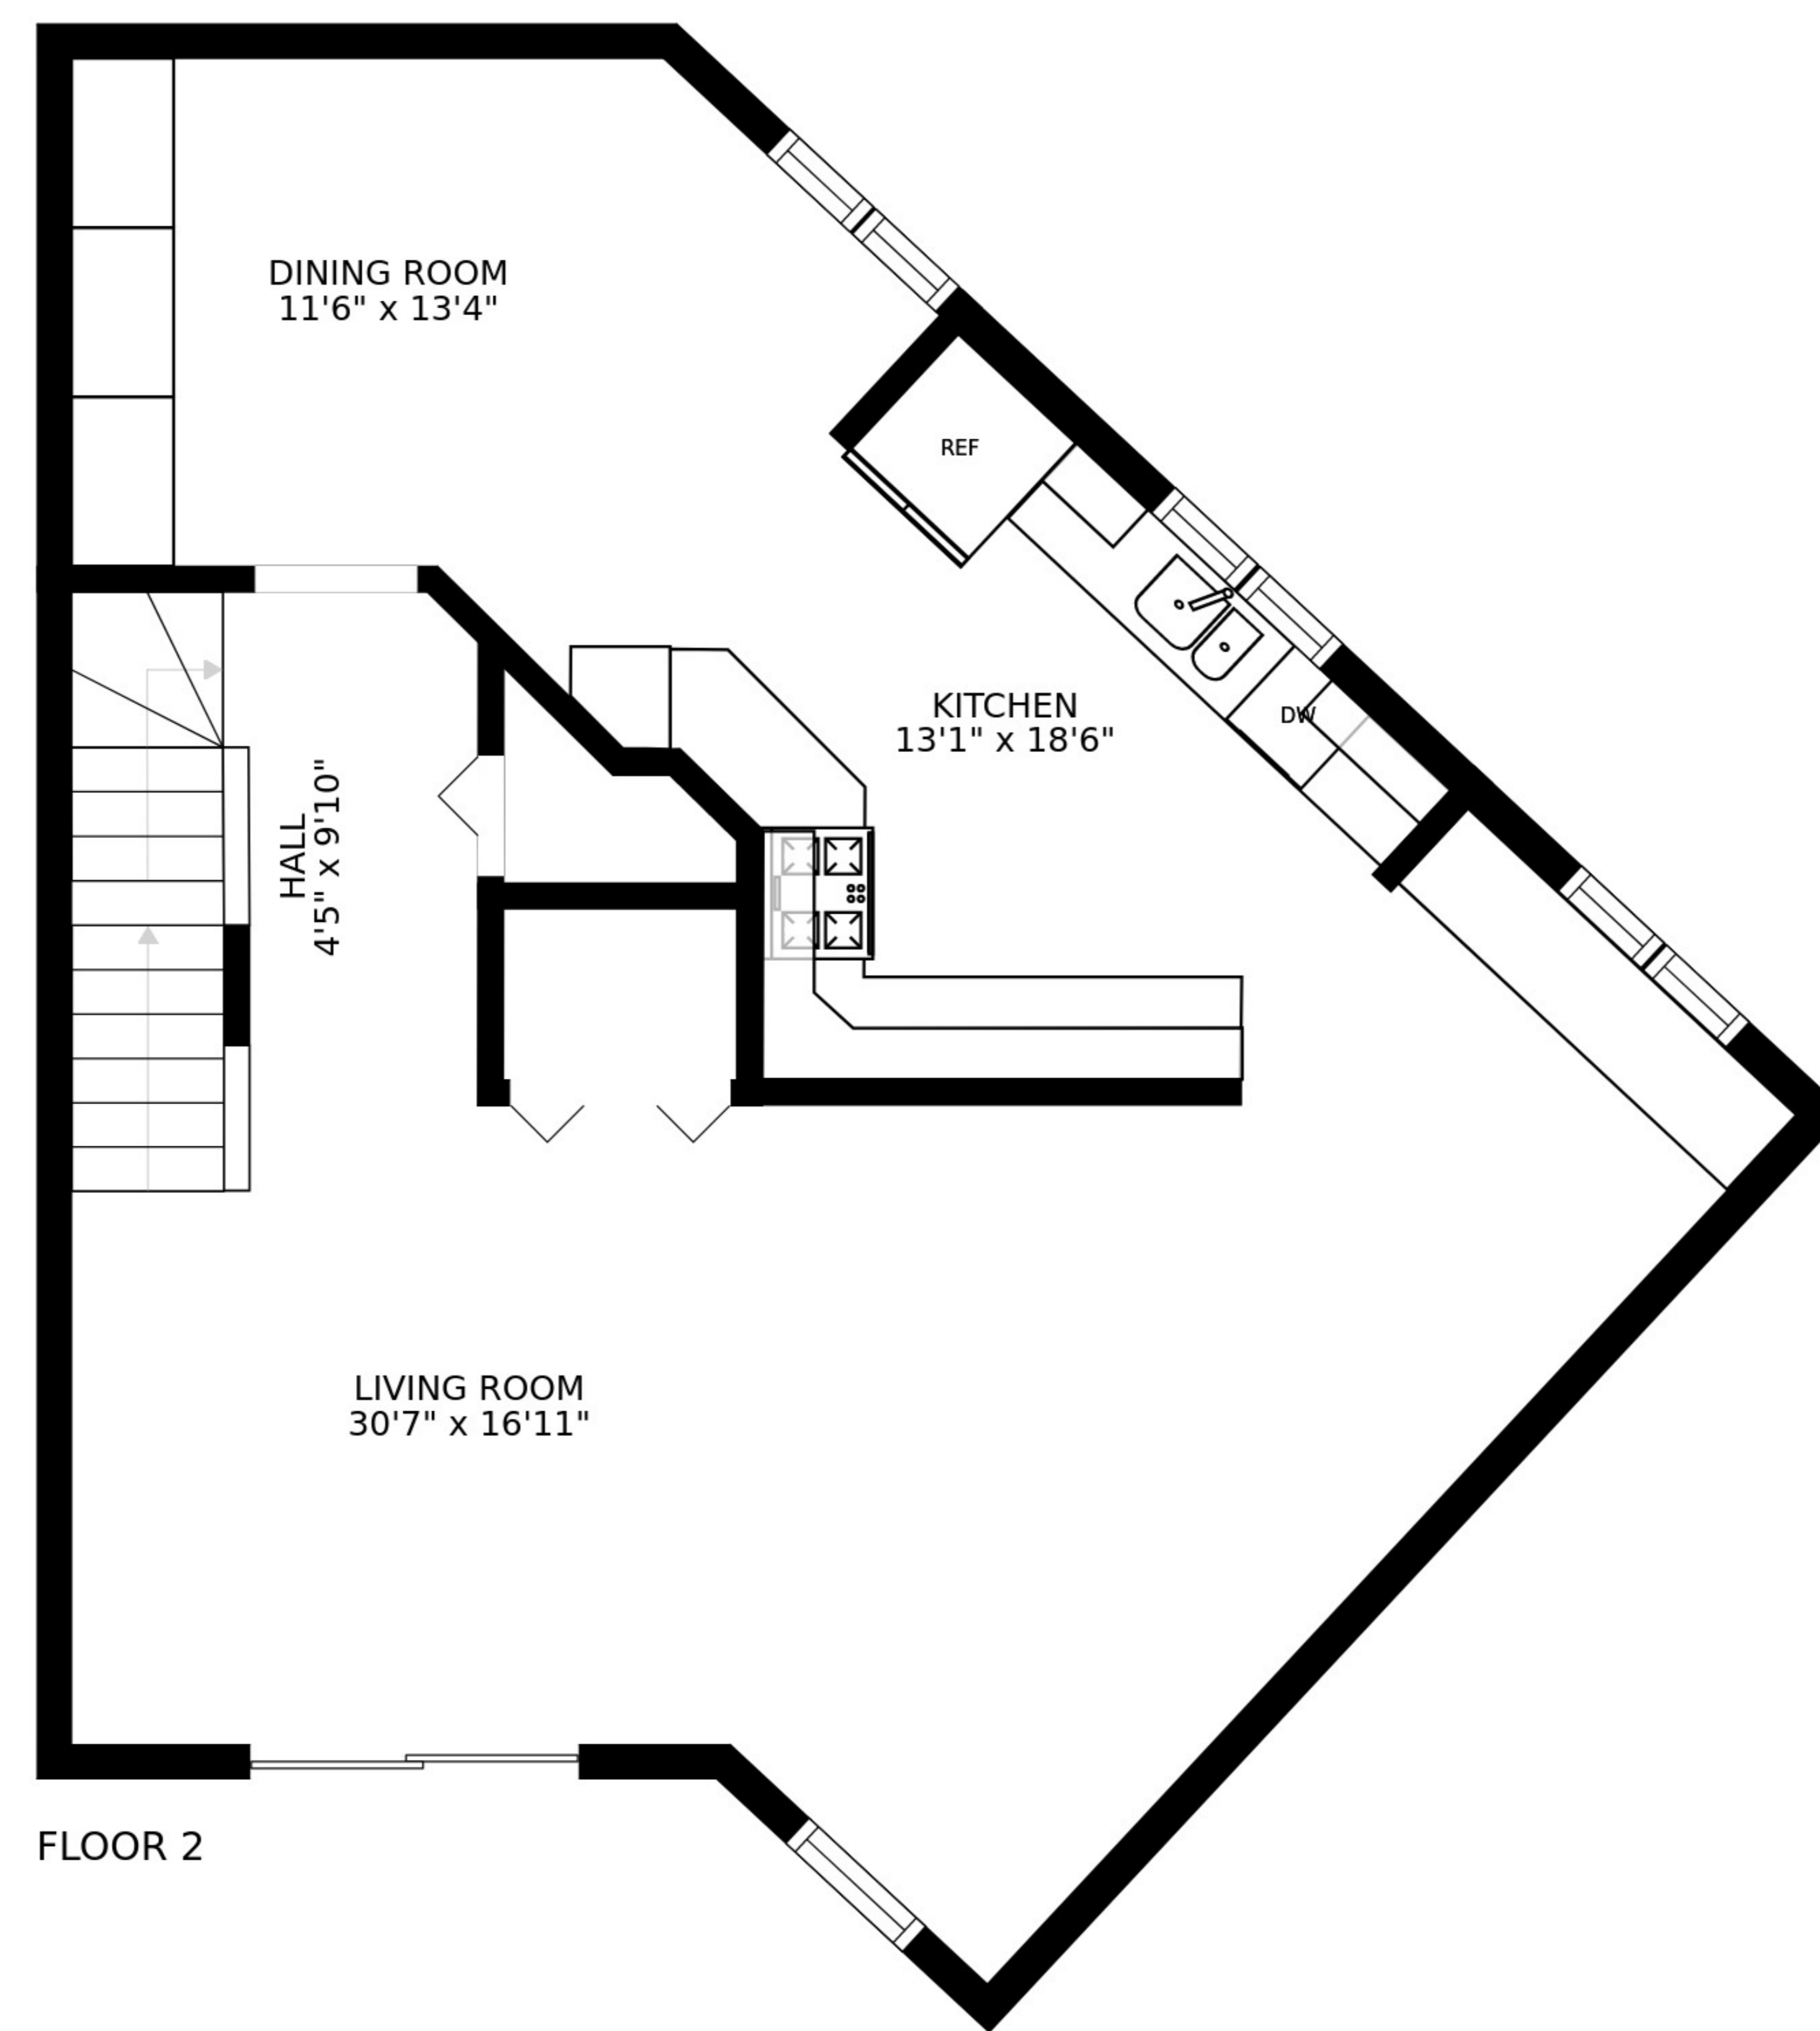 DINING ROOM
11'6" x 13'4"
REF
KITCHEN
13'1" x 18'6"
DW
HALL
4'5" x 9'10"
LIVING ROOM
30'7" x 16'11"
FLOOR 2